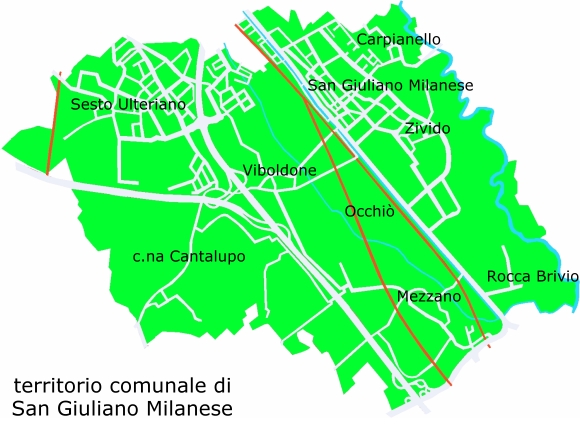 Carpianello
San Giuliano Milanese
Sesto Ulteriano
Zivido
Viboldone
Occhiò
c.na Cantalupo
Rocca Brivio
Mezzano
territorio comunale di
San Giuliano Milanese